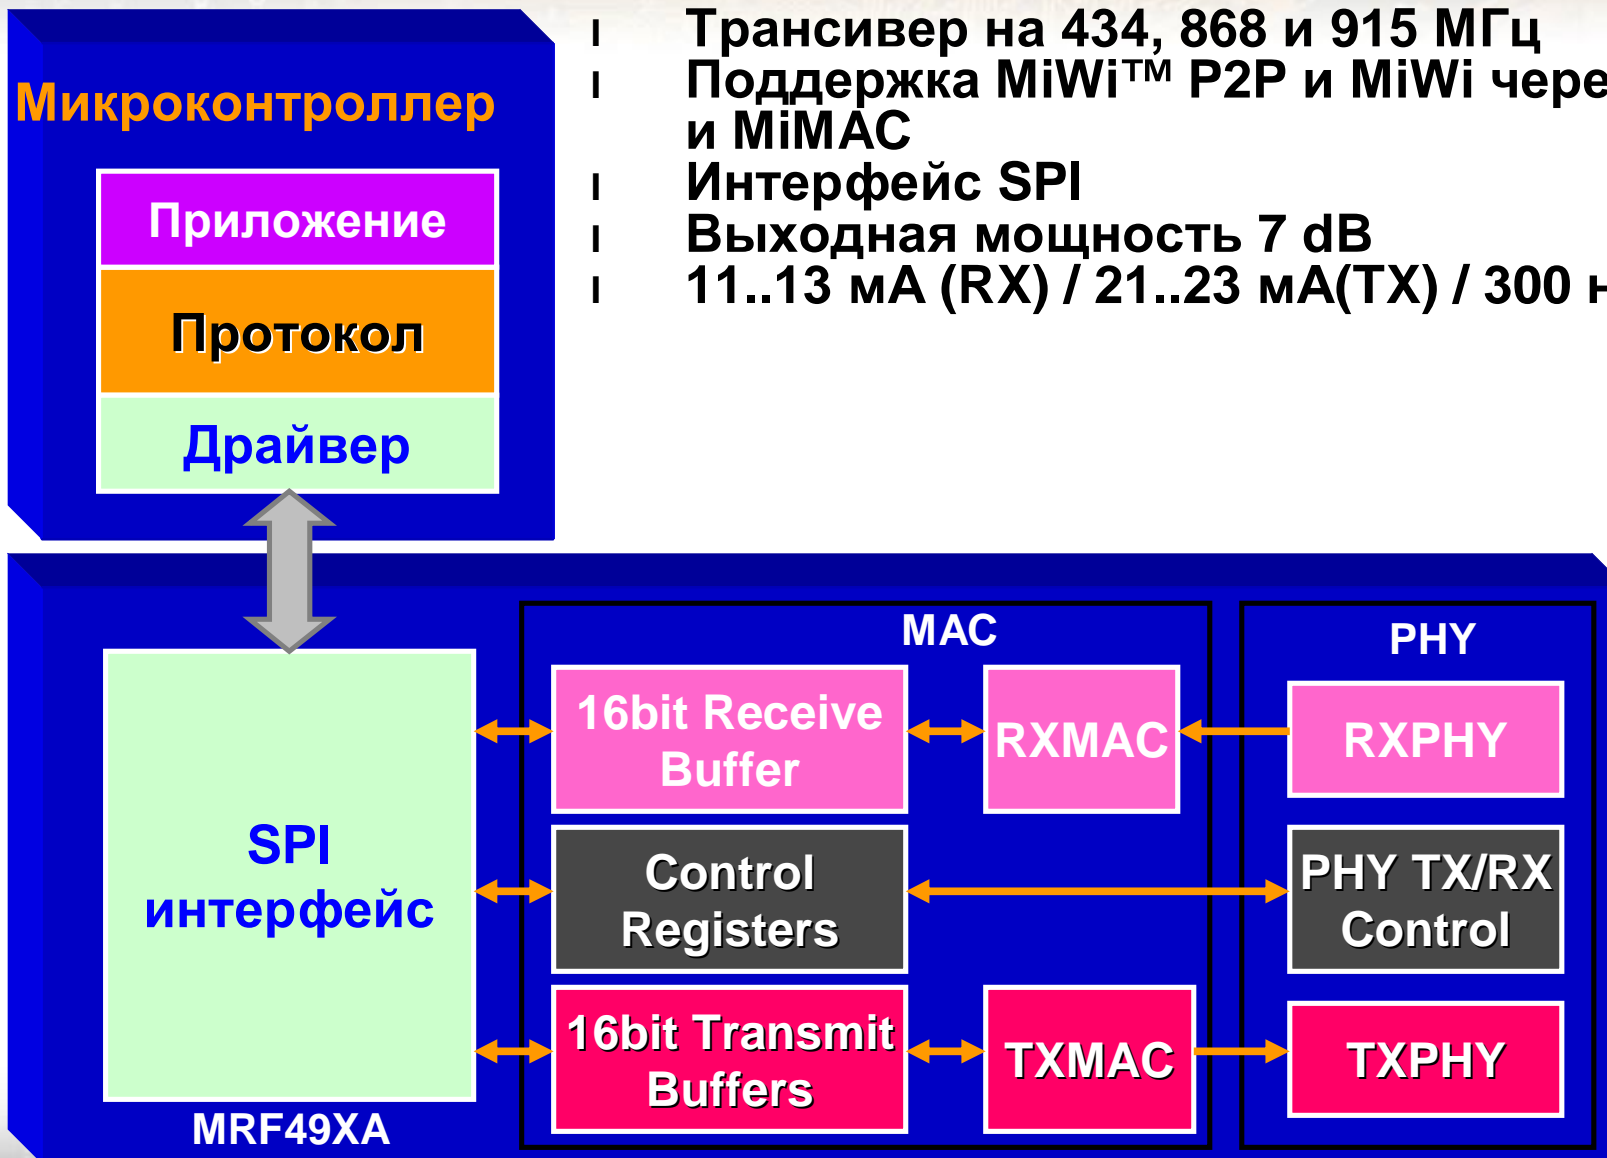 Микроконтроллер
Приложение
Протокол
Драйвер
Трансивер на 434, 868 и 915 МГц
Поддержка MiWi™ P2P и MiWi
и MiMAC
Интерфейс SPI
Выходная мощность 7 dB
11..13 мА (RX) / 21..23 мА(TX) / 300
MAC
PHY
16bit Receive
Buffer
RXMAC
RXPHY
SPI
интерфейс
Control
Registers
PHY TX/RX
Control
16bit Transmit
Buffers
TXMAC
TXPHY
MRF49XA